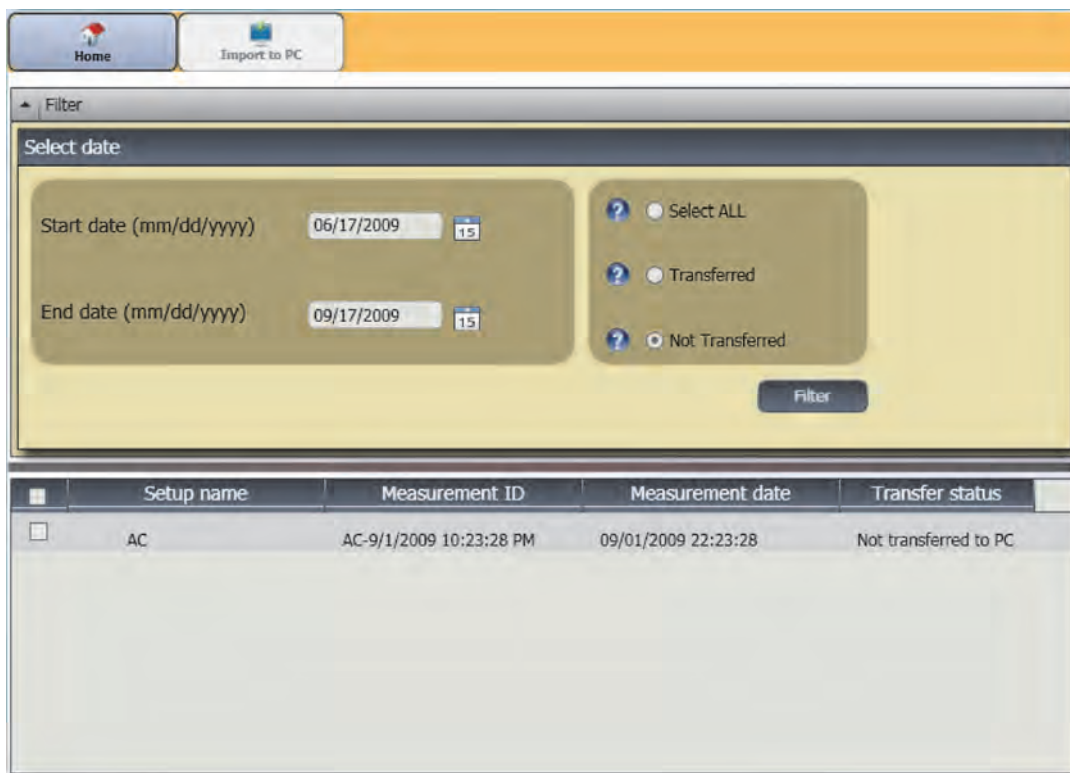 Home
Import to PC
Filter
Select date
Start date (mm/dd/yyyy) 06/17/2009 15
End date (mm/dd/yyyy) 09/17/2009 15
? Select ALL
? Transferred
? Not Transferred
Filter
Setup name Measurement ID Measurement date Transfer status
AC AC-9/1/2009 10:23:28 PM 09/01/2009 22:23:28 Not transferred to PC